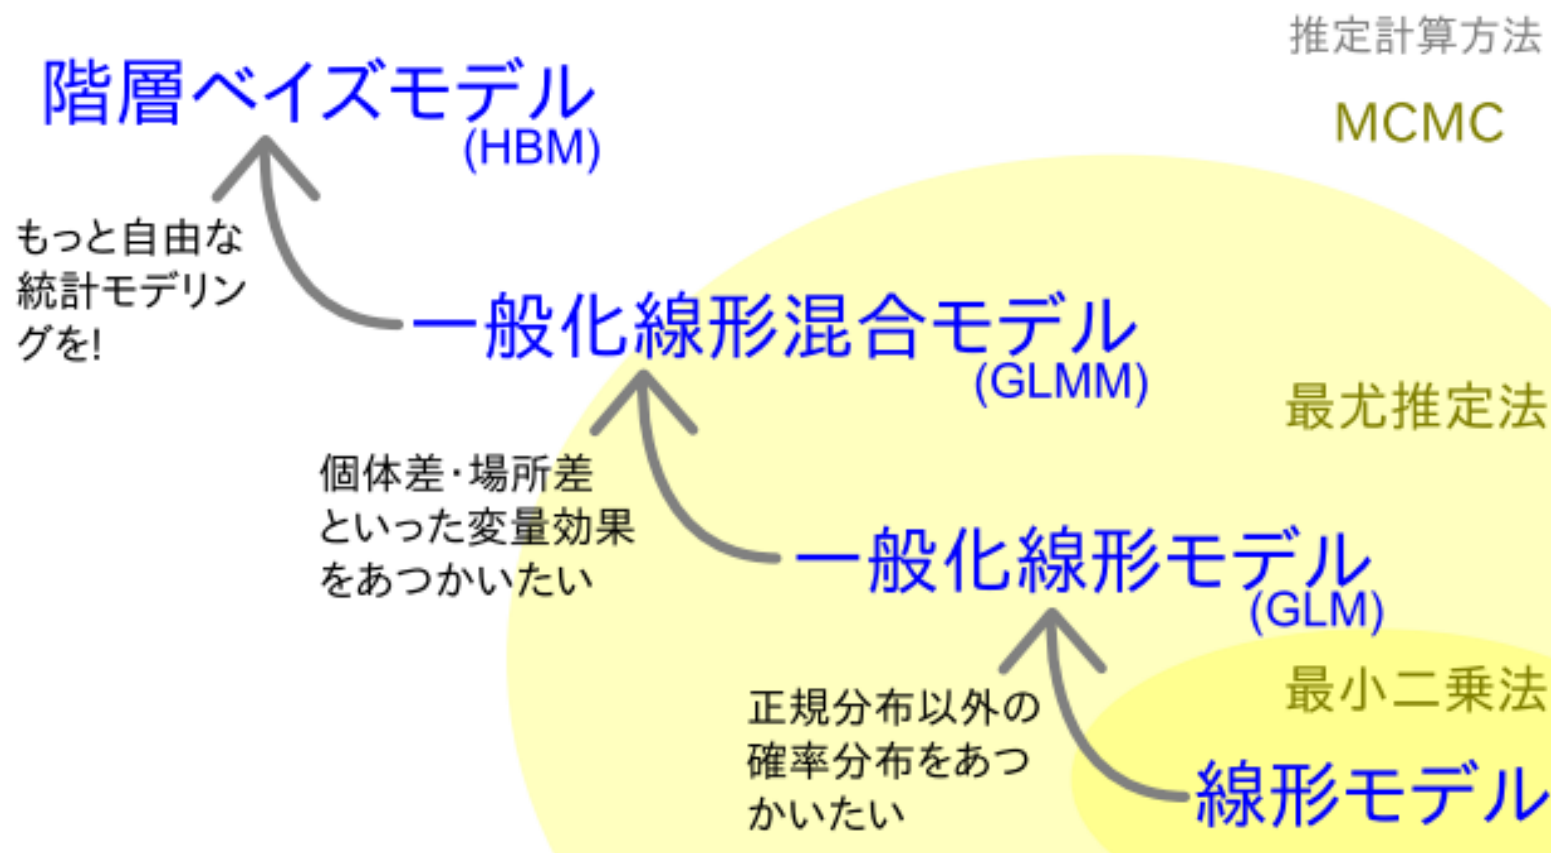 推定計算方法
階層ベイズモデル
(HBM)
MCMC
もっと自由な
統計モデリン
グを!
一般化線形混合モデル
(GLMM)
最尤推定法
個体差・場所差
といった変量効果
をあつかいたい
一般化線形モデル
(GLM)
最小二乗法
正規分布以外の
確率分布をあつ
かいたい
線形モデル